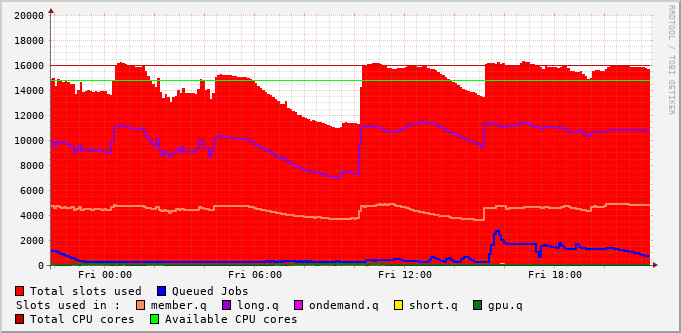 20000
18000
16000
14000
12000
10000
8000
6000
4000
2000
0
Fri 00:00 Fri 06:00 Fri 12:00 Fri 18:00
RRDTOOL / TOBI OETIKER
Total slots used Queued Jobs
Slots used in : member.q long.q ondemand.q short.q gpu.q
Total CPU cores Available CPU cores